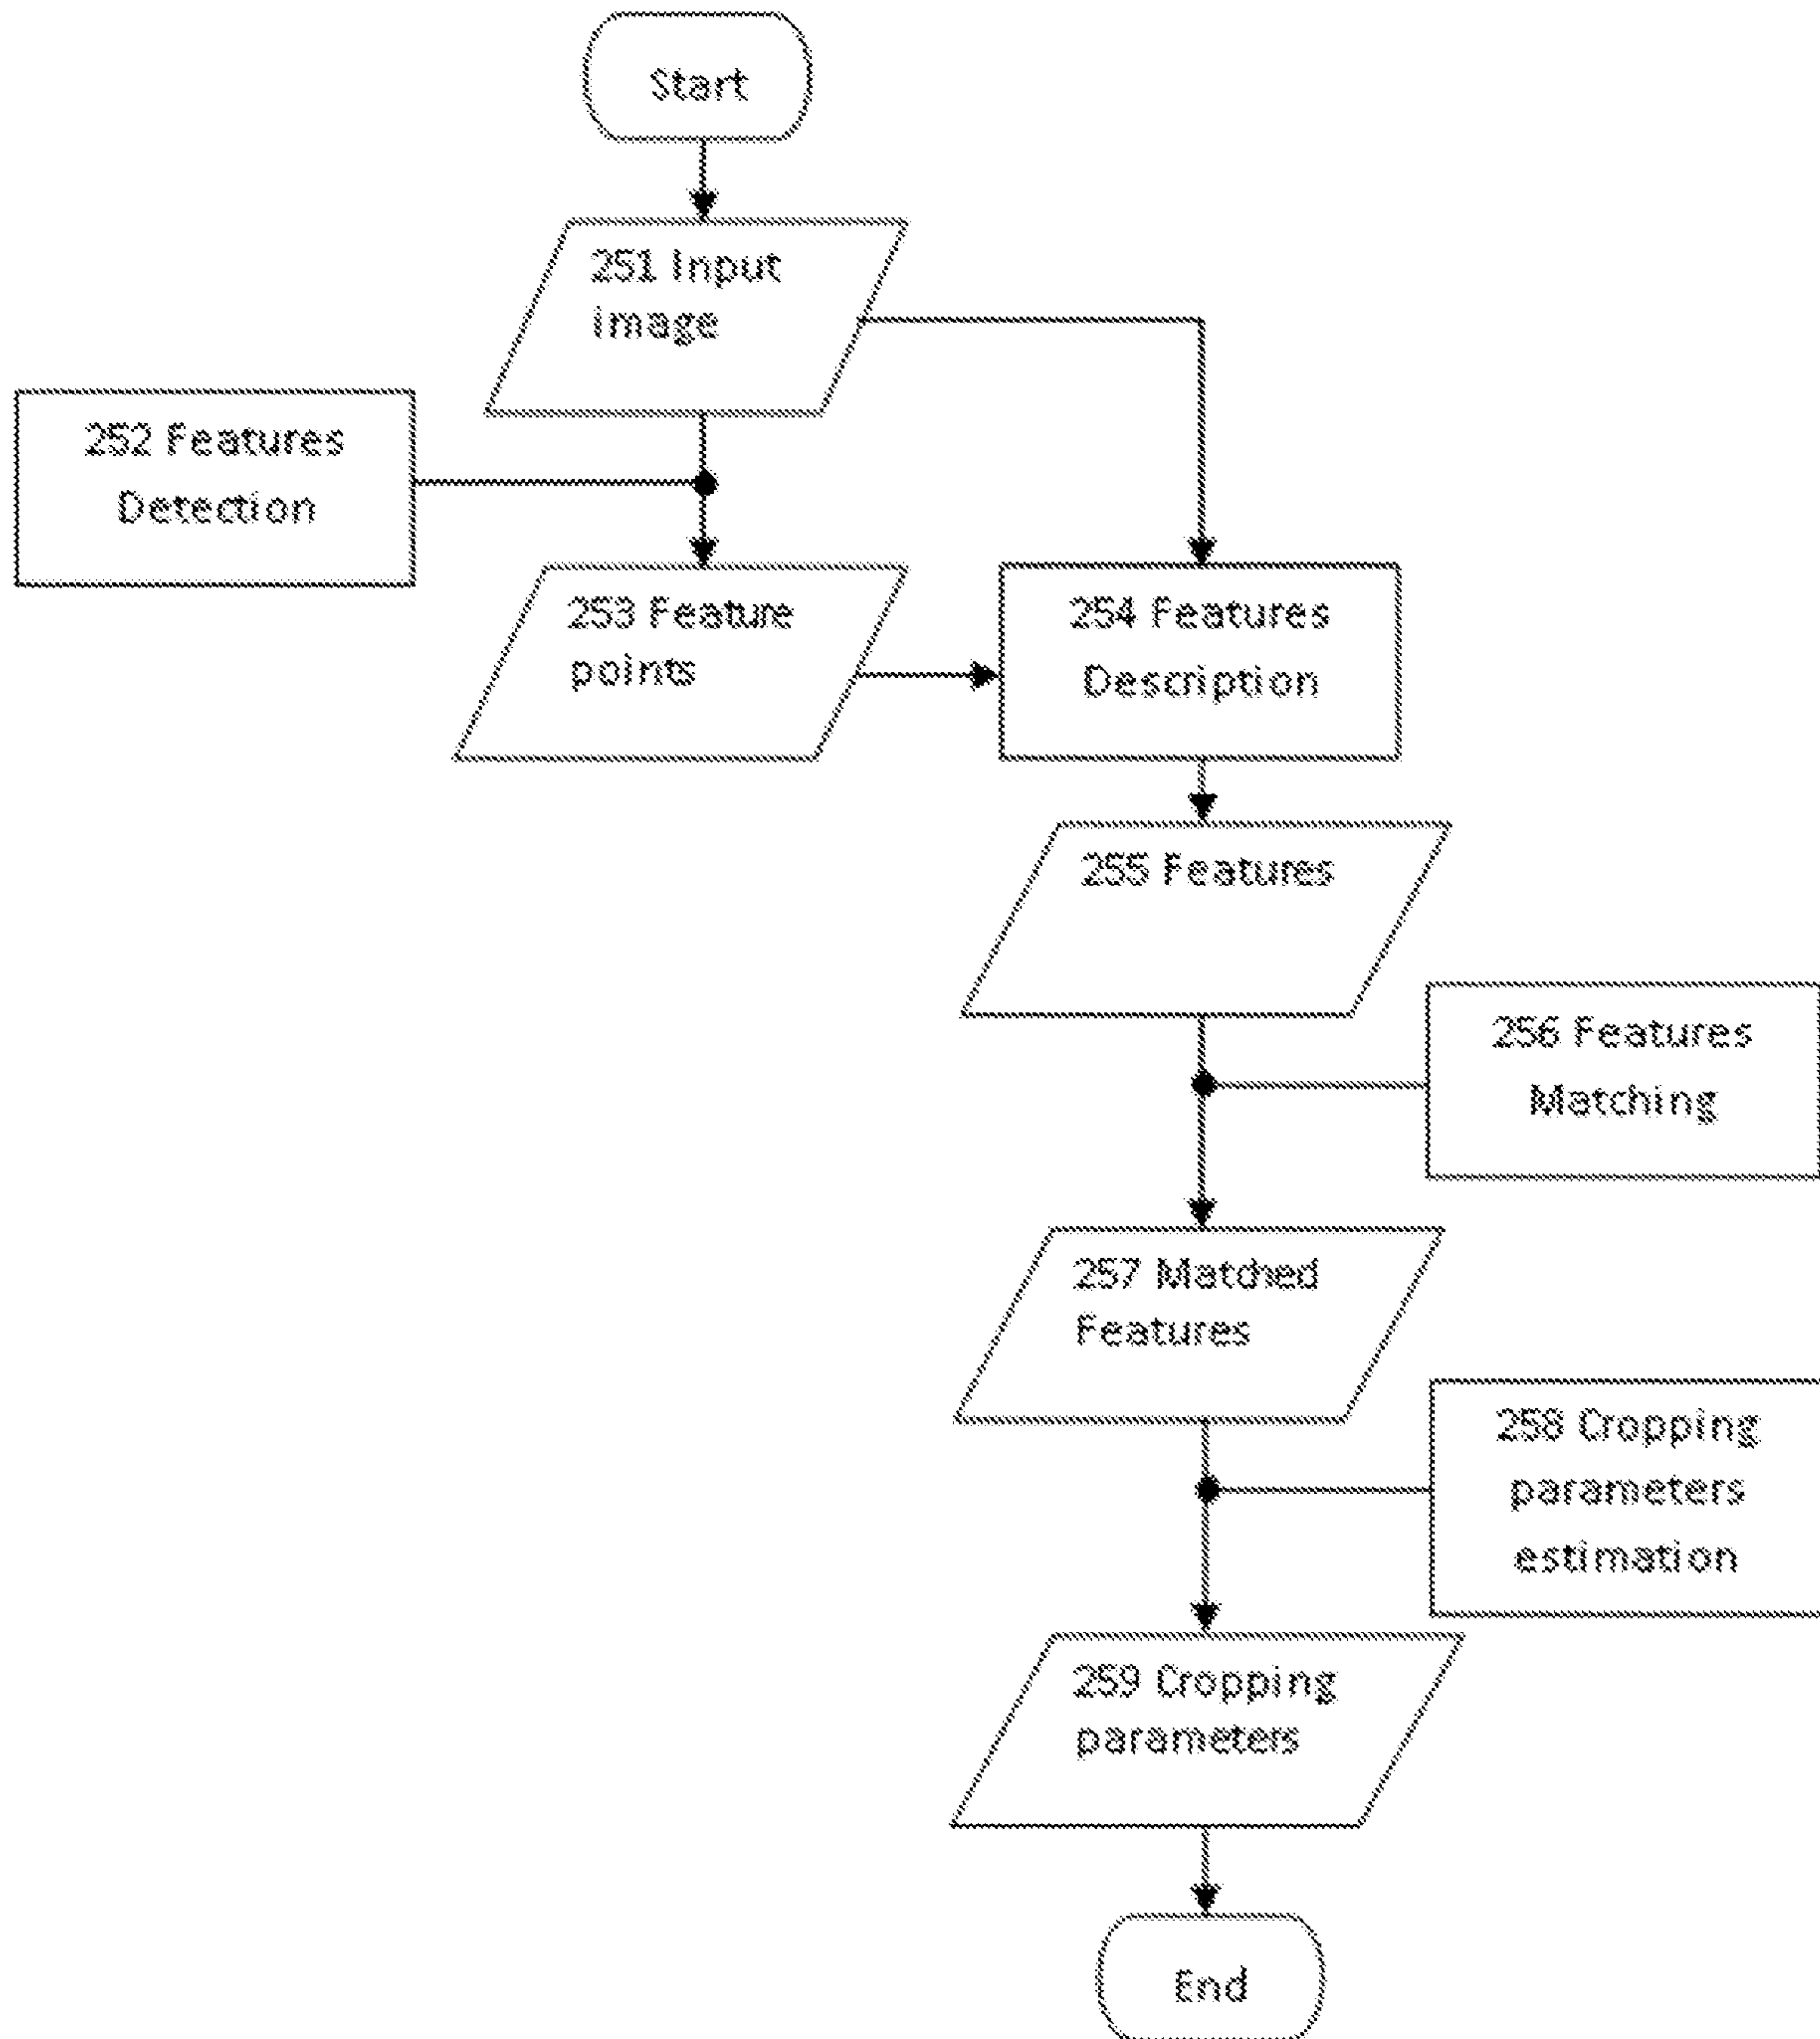 Start
251 Input
image
252 Features
Detection
253 Feature
points
254 Features
Description
255 Features
256 Features
Matching
257 Matched
Features
258 Cropping
parameters
estimation
259 Cropping
parameters
End